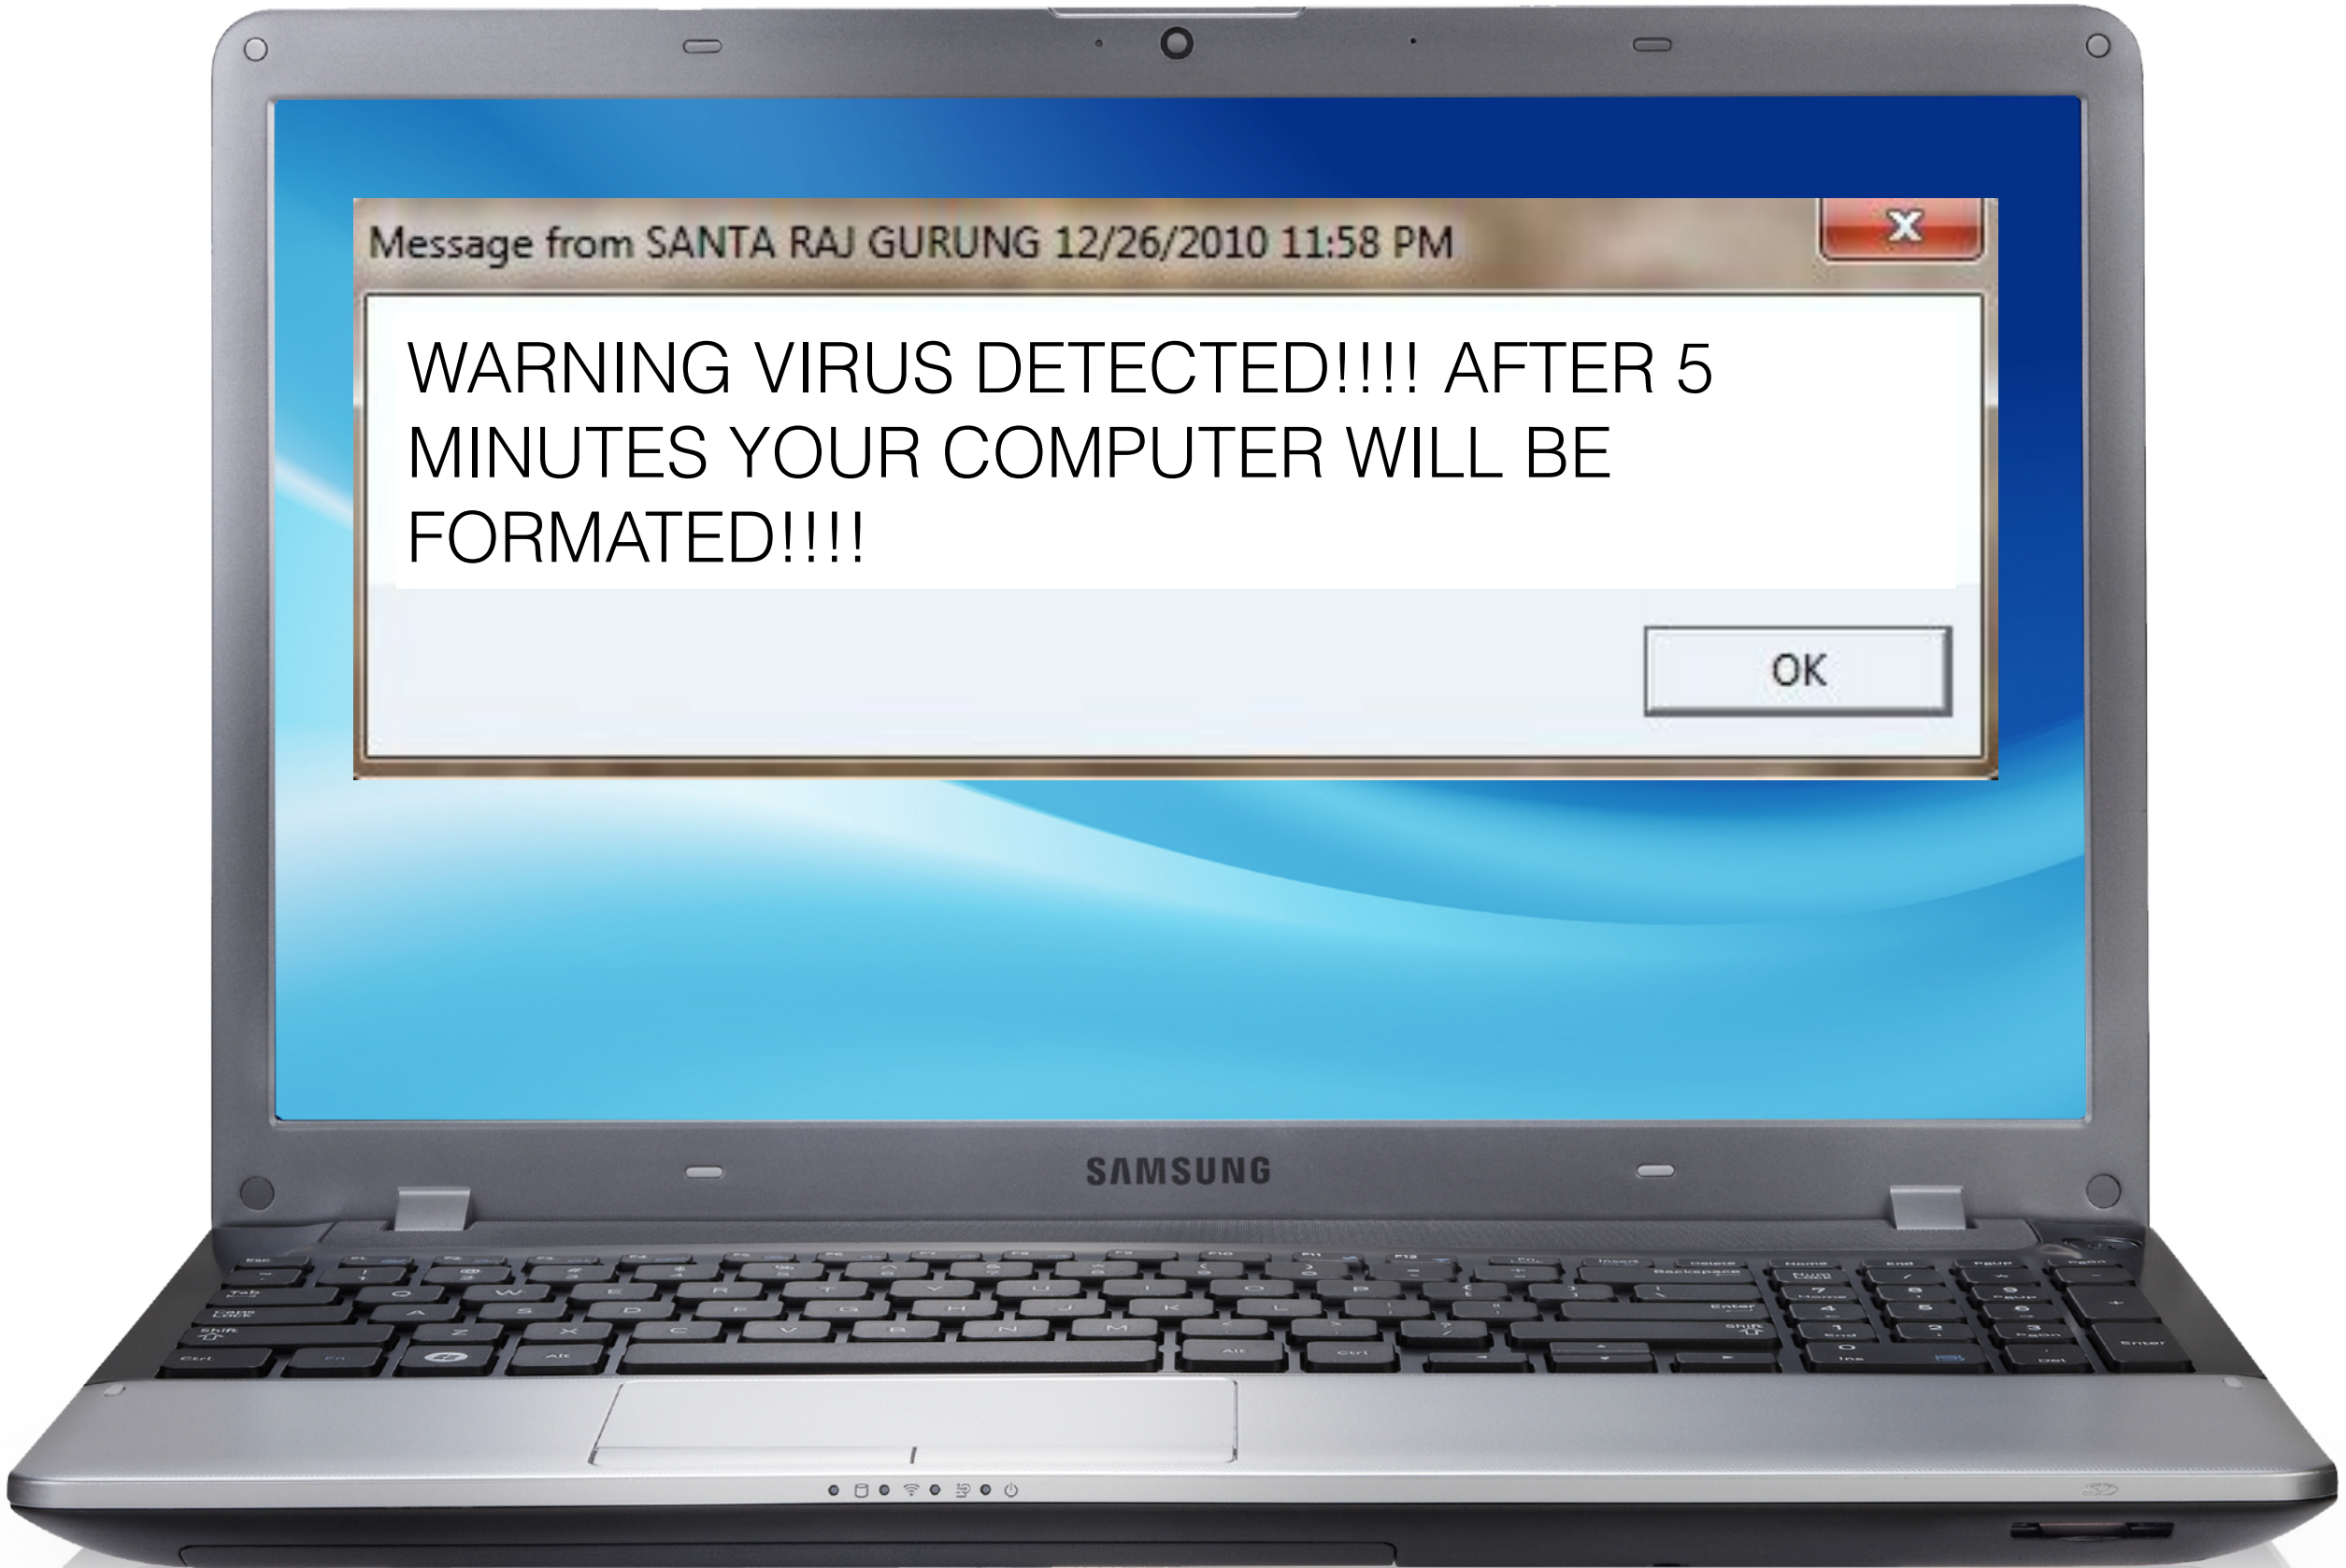 Message from SANTA RAJ GURUNG 12/26/2010 11:58 PM
X
WARNING VIRUS DETECTED!!!! AFTER 5
MINUTES YOUR COMPUTER WILL BE
FORMATED!!!!
OK
SAMSUNG
Q W E R T Y U I O P
A S D F G H J K L
Z X C V B N M